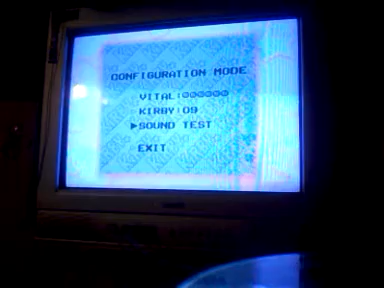 CONFIGURATION MODE
VITAL:
KIRBY:09
▶SOUND TEST
EXIT